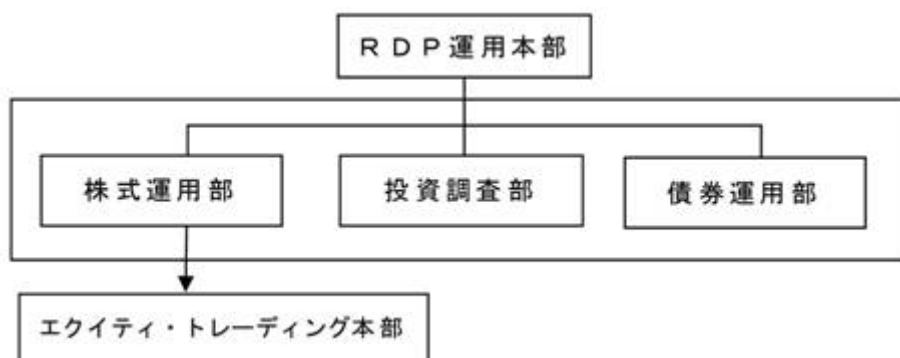 ＲＤＰ運用本部
株式運用部
投資調査部
債券運用部
エクイティ・トレーディング本部